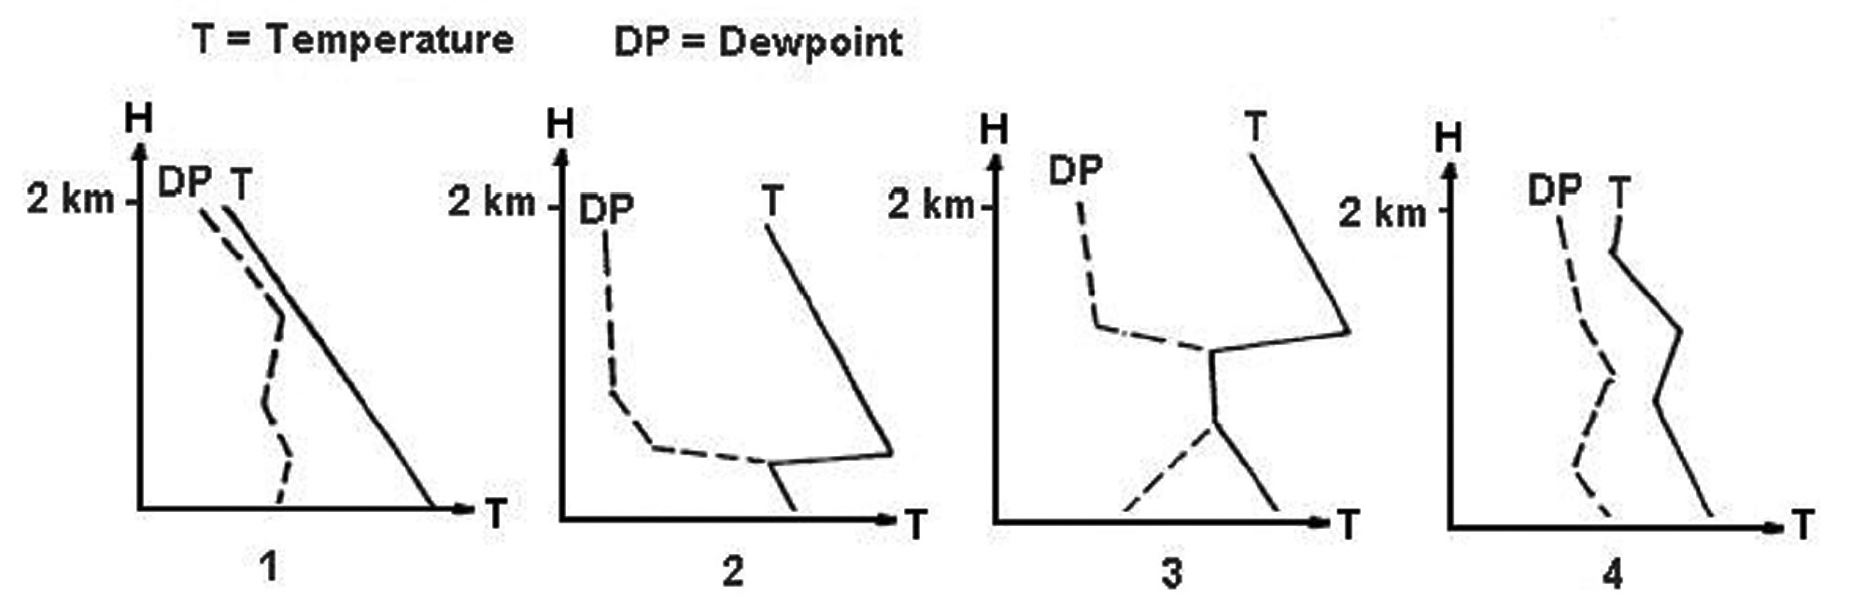 T = Temperature DP = Dewpoint
H H H H
DP T DP T DP T DP T
2 km 2 km 2 km 2 km
T T T T
1 2 3 4